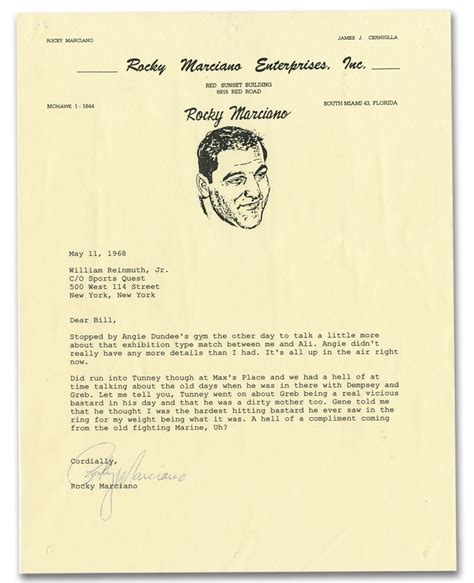 ROCKY MARCIANO
JAMES J. CERNIGLIA
Rocky Marciano Enterprises, Inc.
RED SUNSET BUILDING
6915 RED ROAD
MOHAWK 1-1644
SOUTH MIAMI 43, FLORIDA
Rocky Marciano
May 11, 1968
William Reinmuth, Jr.
C/O Sports Quest
500 West 114 Street
New York, New York
Dear Bill,
Stopped by Angie Dundee's gym the other day to talk a little more
about that exhibition type match between me and Ali. Angie didn't
really have any more details than I had. It's all up in the air right
now.
Did run into Tunney though at Max's Place and we had a hell of at
time talking about the old days when he was in there with Dempsey and
Greb. Let me tell you, Tunney went on about Greb being a real vicious
bastard in his day and that he was a dirty mother too. Gene told me
that he thought I was the hardest hitting bastard he ever saw in the
ring for my weight being what it was. A hell of a compliment coming
from the old fighting Marine, Uh?
Cordially,
Rocky Marciano
Rocky Marciano